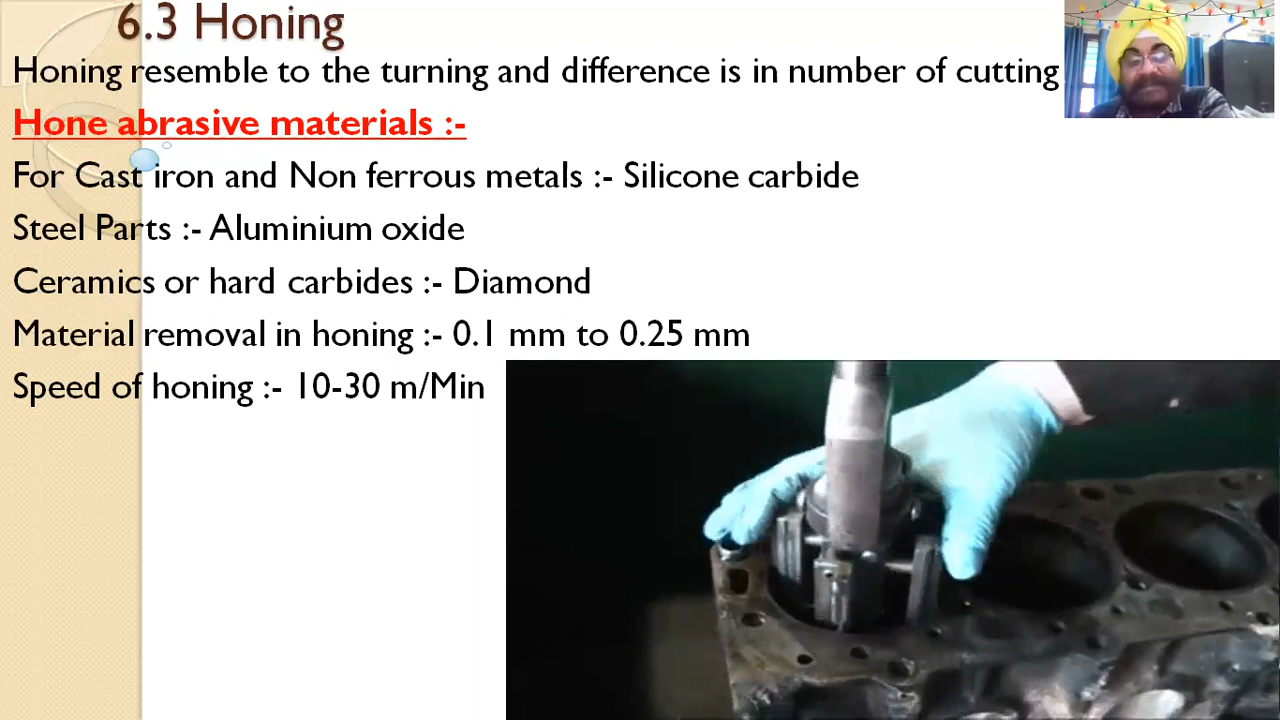 6.3 Honing
Honing resemble to the turning and difference is in number of cutting
Hone abrasive materials :-
For Cast iron and Non ferrous metals :- Silicone carbide
Steel Parts :- Aluminium oxide
Ceramics or hard carbides :- Diamond
Material removal in honing :- 0.1 mm to 0.25 mm
Speed of honing :- 10-30 m/Min